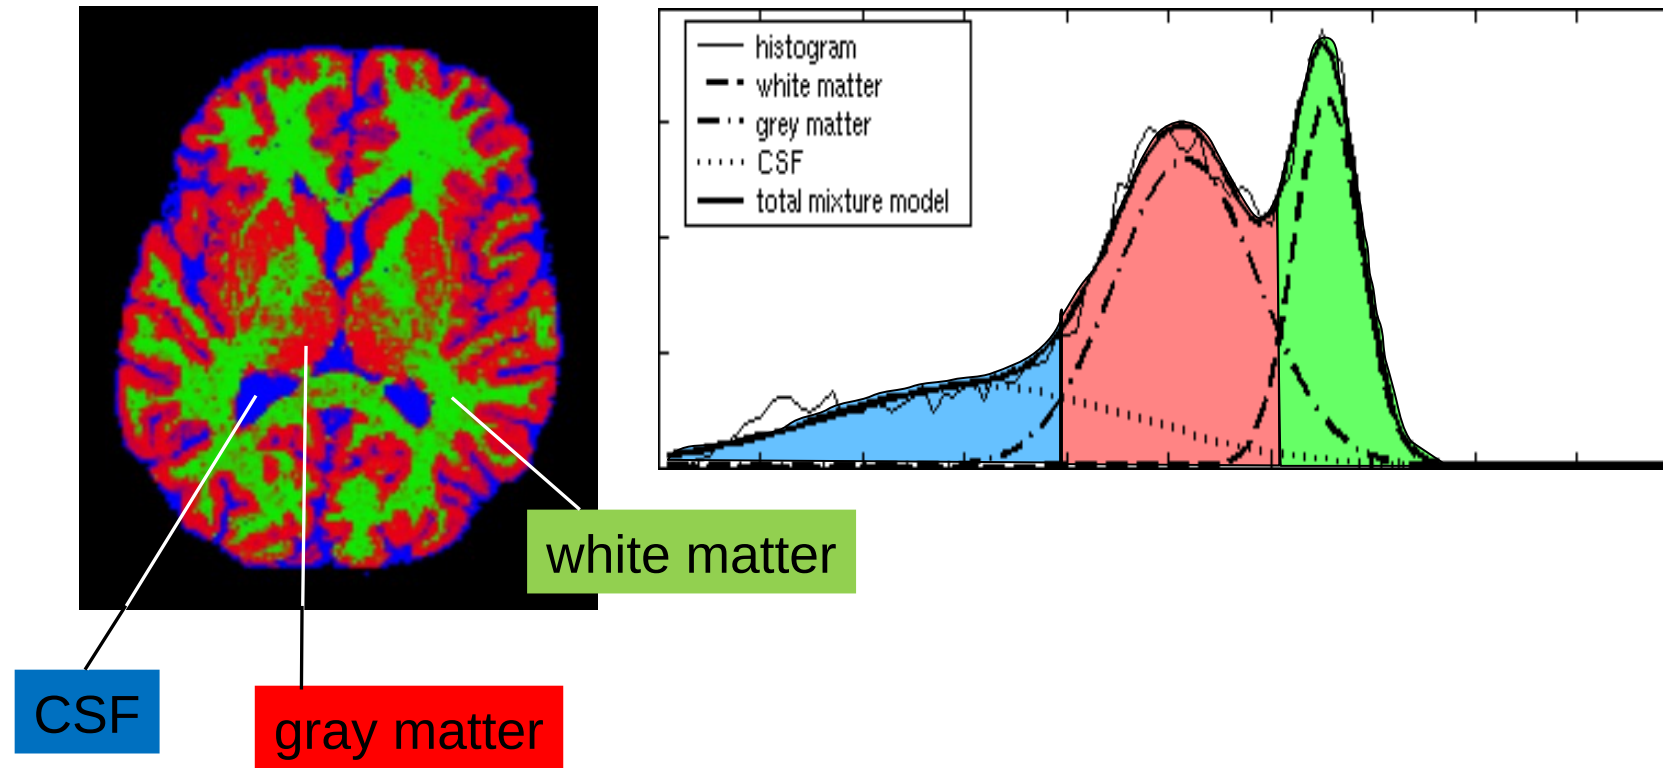 histogram
white matter
grey matter
CSF
total mixture model
white matter
CSF
gray matter